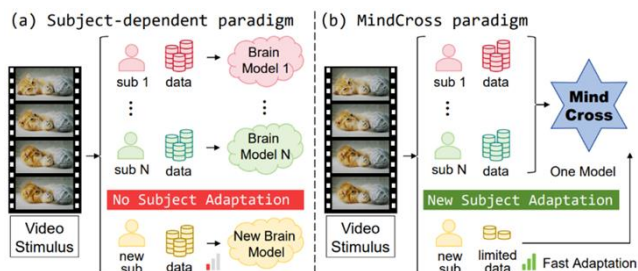 (a) Subject-dependent paradigm
sub 1
data
Brain
Model 1
sub N
data
Brain
Model N
No Subject Adaptation
Video
Stimulus
new
sub
data
New Brain
Model
(b) MindCross paradigm
sub 1
data
Mind
Cross
sub N
data
One Model
New Subject Adaptation
Video
Stimulus
new
sub
limited
data
Fast Adaptation